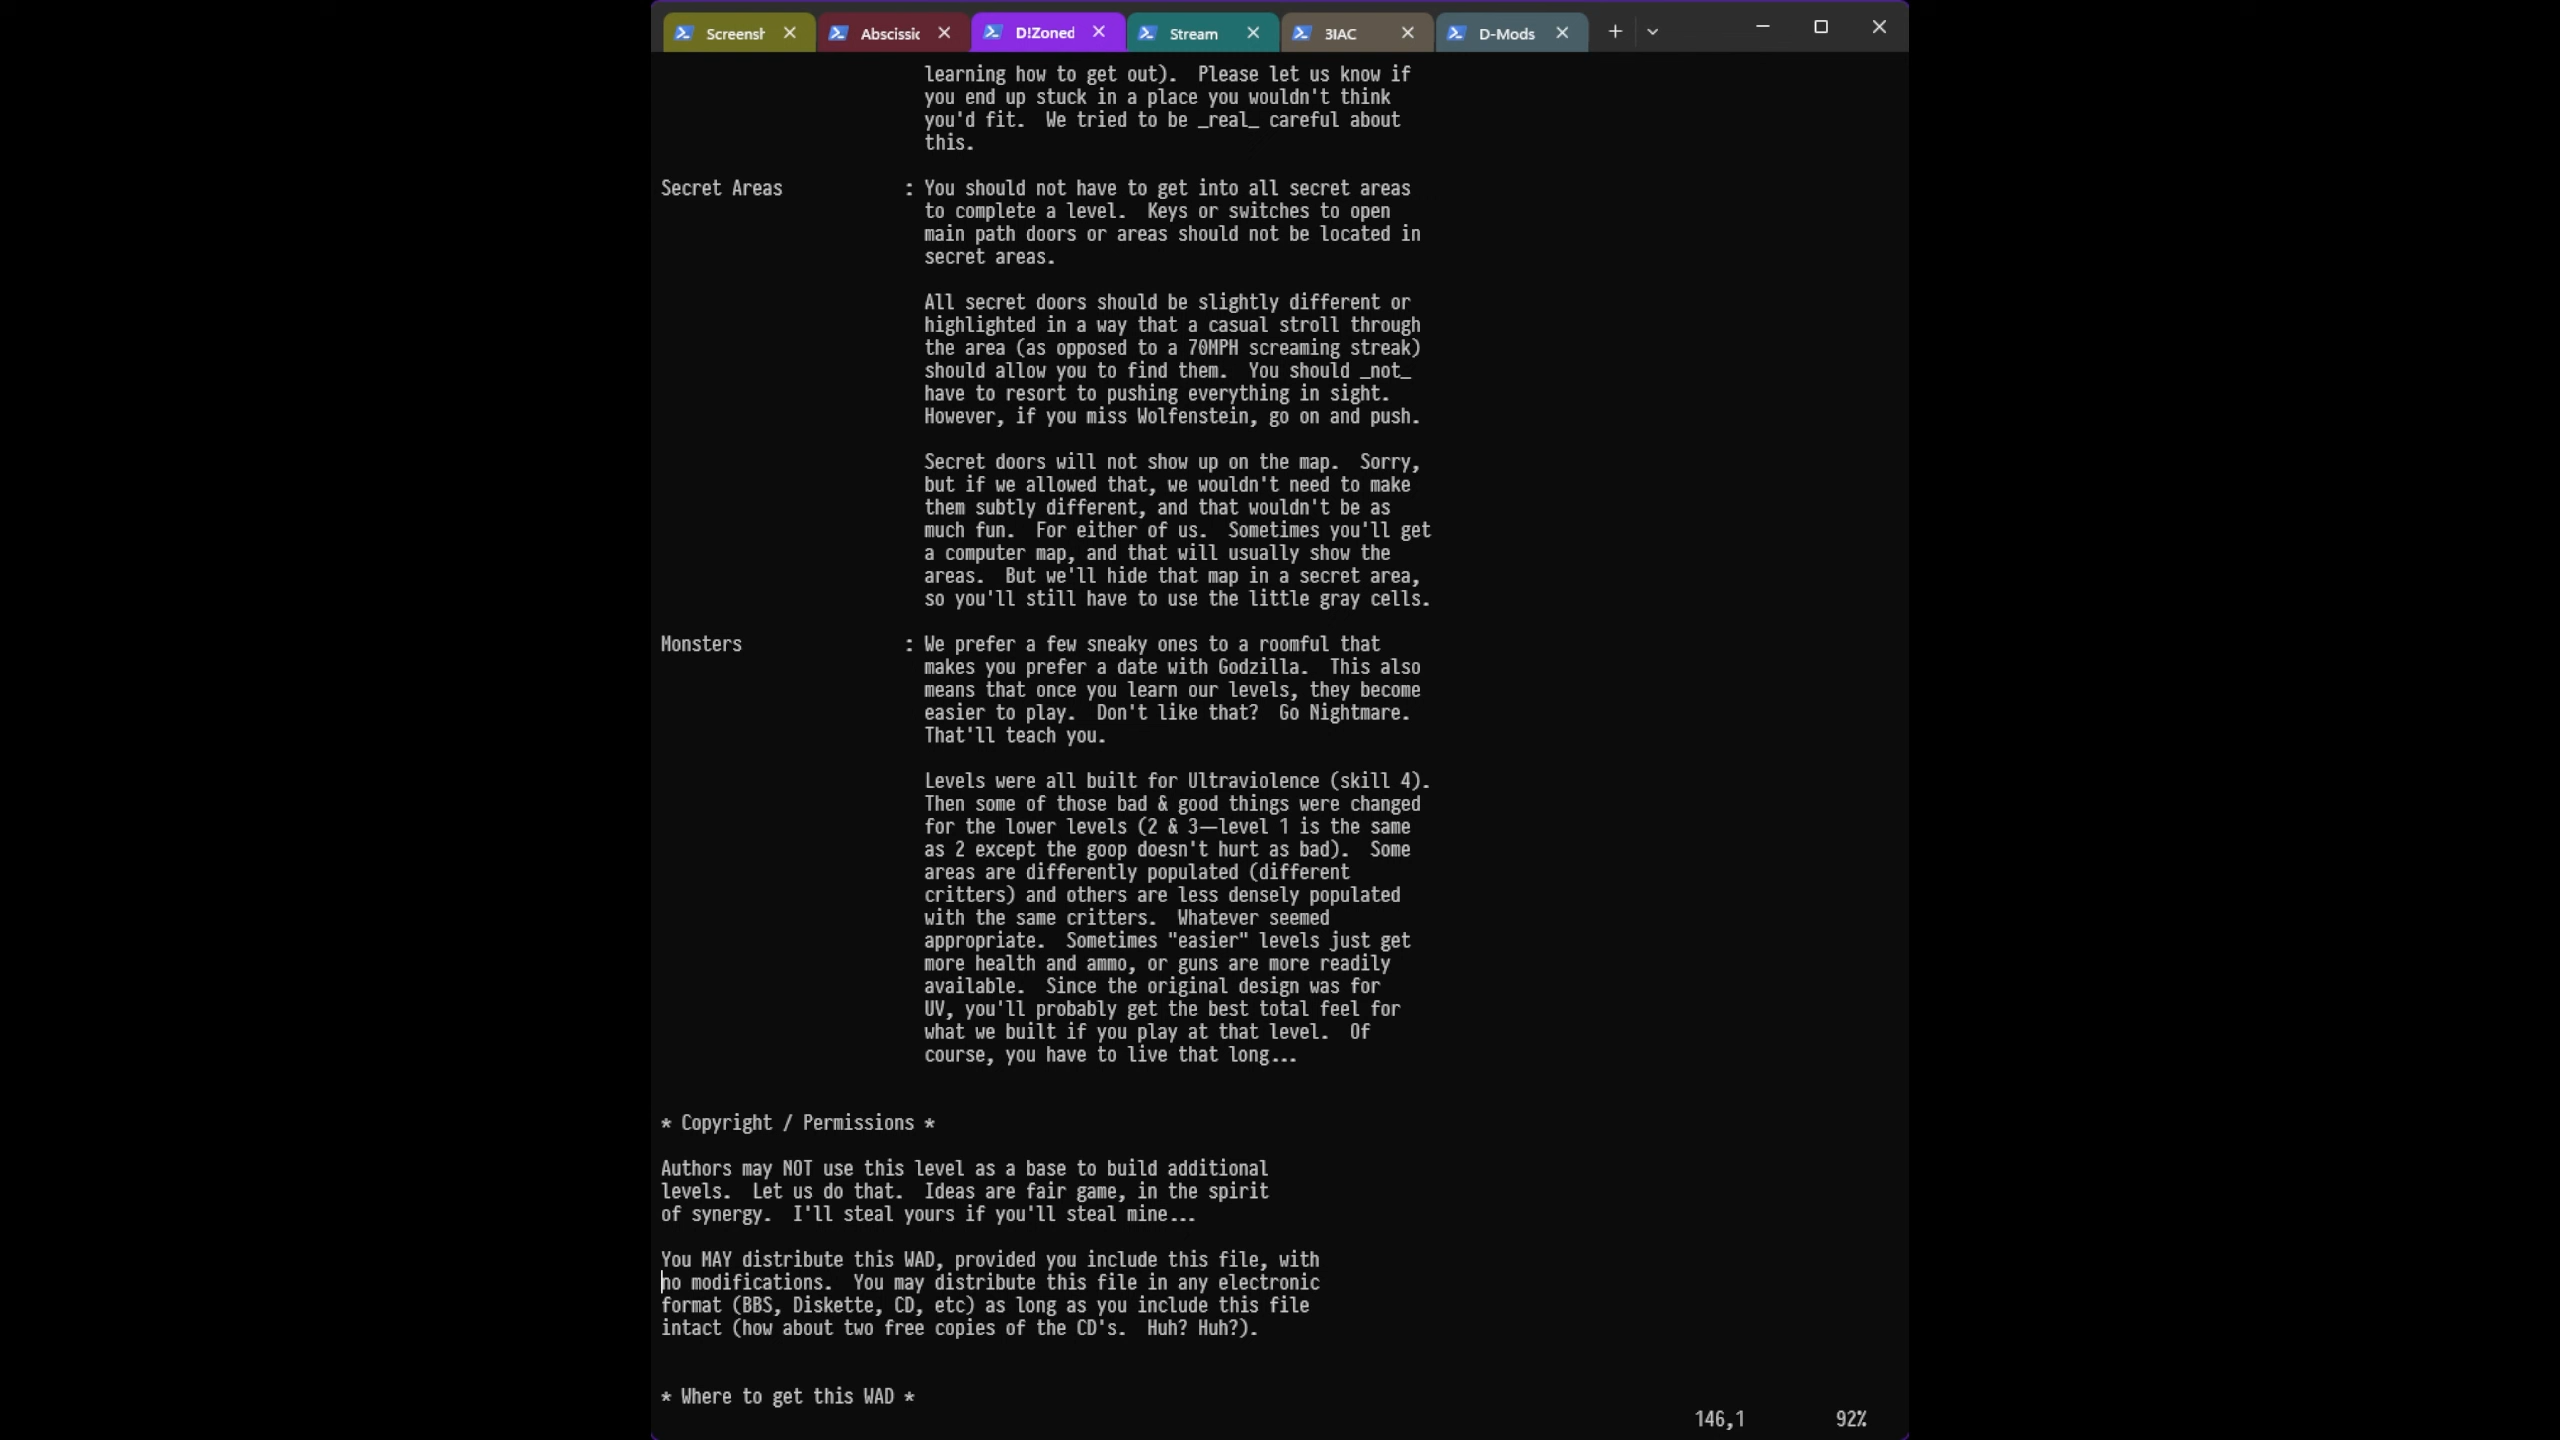 Screensh
Abscissic
D!Zoned
Stream
3IAC
D-Mods
learning how to get out).  Please let us know if
you end up stuck in a place you wouldn't think
you'd fit.  We tried to be _real_ careful about
this.
Secret Areas : You should not have to get into all secret areas
to complete a level.  Keys or switches to open
main path doors or areas should not be located in
secret areas.
All secret doors should be slightly different or
highlighted in a way that a casual stroll through
the area (as opposed to a 70MPH screaming streak)
should allow you to find them.  You should _not_
have to resort to pushing everything in sight.
However, if you miss Wolfenstein, go on and push.
Secret doors will not show up on the map.  Sorry,
but if we allowed that, we wouldn't need to make
them subtly different, and that wouldn't be as
much fun.  For either of us.  Sometimes you'll get
a computer map, and that will usually show the
areas.  But we'll hide that map in a secret area,
so you'll still have to use the little gray cells.
Monsters : We prefer a few sneaky ones to a roomful that
makes you prefer a date with Godzilla.  This also
means that once you learn our levels, they become
easier to play.  Don't like that?  Go Nightmare.
That'll teach you.
Levels were all built for Ultraviolence (skill 4).
Then some of those bad & good things were changed
for the lower levels (2 & 3—level 1 is the same
as 2 except the goop doesn't hurt as bad).  Some
areas are differently populated (different
critters) and others are less densely populated
with the same critters.  Whatever seemed
appropriate.  Sometimes "easier" levels just get
more health and ammo, or guns are more readily
available.  Since the original design was for
UV, you'll probably get the best total feel for
what we built if you play at that level.  Of
course, you have to live that long...
* Copyright / Permissions *
Authors may NOT use this level as a base to build additional
levels.  Let us do that.  Ideas are fair game, in the spirit
of synergy.  I'll steal yours if you'll steal mine...
You MAY distribute this WAD, provided you include this file, with
no modifications.  You may distribute this file in any electronic
format (BBS, Diskette, CD, etc) as long as you include this file
intact (how about two free copies of the CD's.  Huh? Huh?).
* Where to get this WAD *
146,1 92%